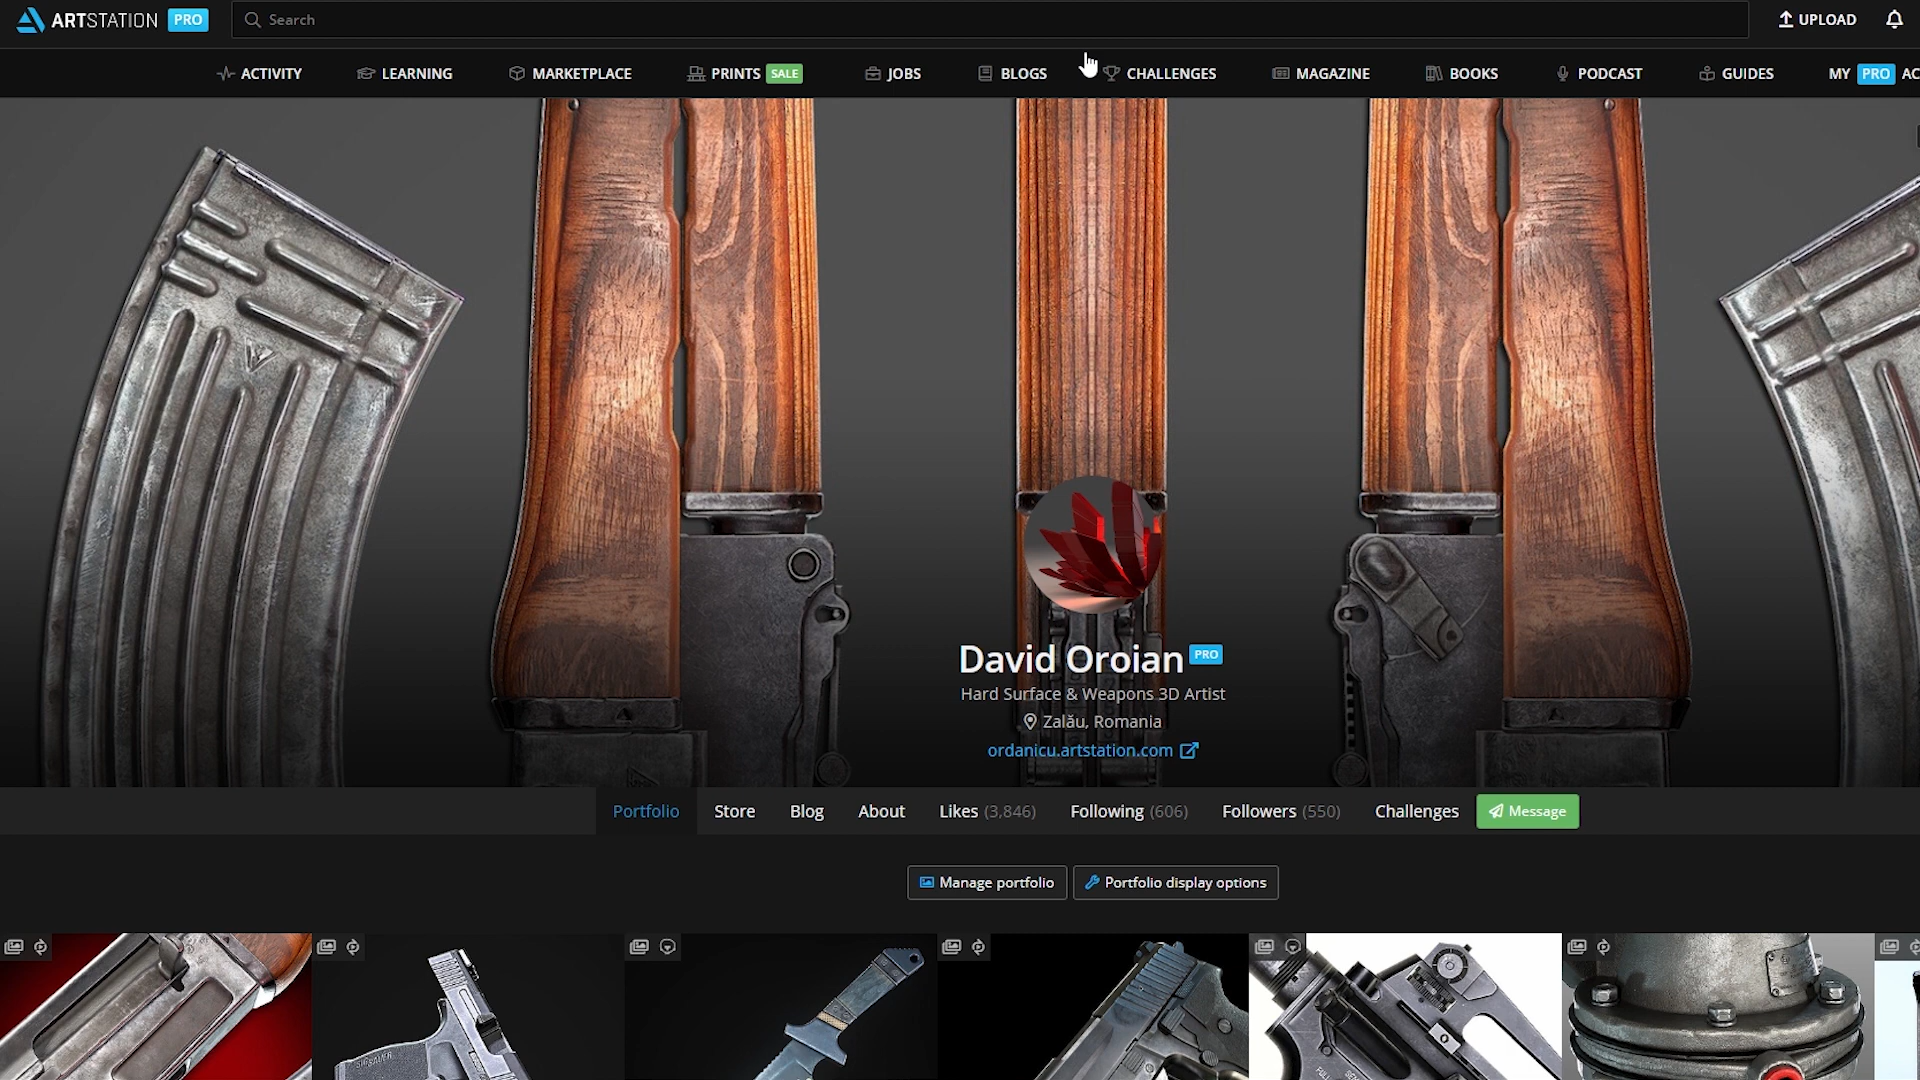 ARTSTATION PRO
Search
UPLOAD
ACTIVITY
LEARNING
MARKETPLACE
PRINTS SALE
JOBS
BLOGS
CHALLENGES
MAGAZINE
BOOKS
PODCAST
GUIDES
MY PRO AC
David Oroian PRO
Hard Surface & Weapons 3D Artist
Zalău, Romania
ordanicu.artstation.com
Portfolio
Store
Blog
About
Likes (3,846)
Following (606)
Followers (550)
Challenges
Message
Manage portfolio
Portfolio display options
SIG SAUER